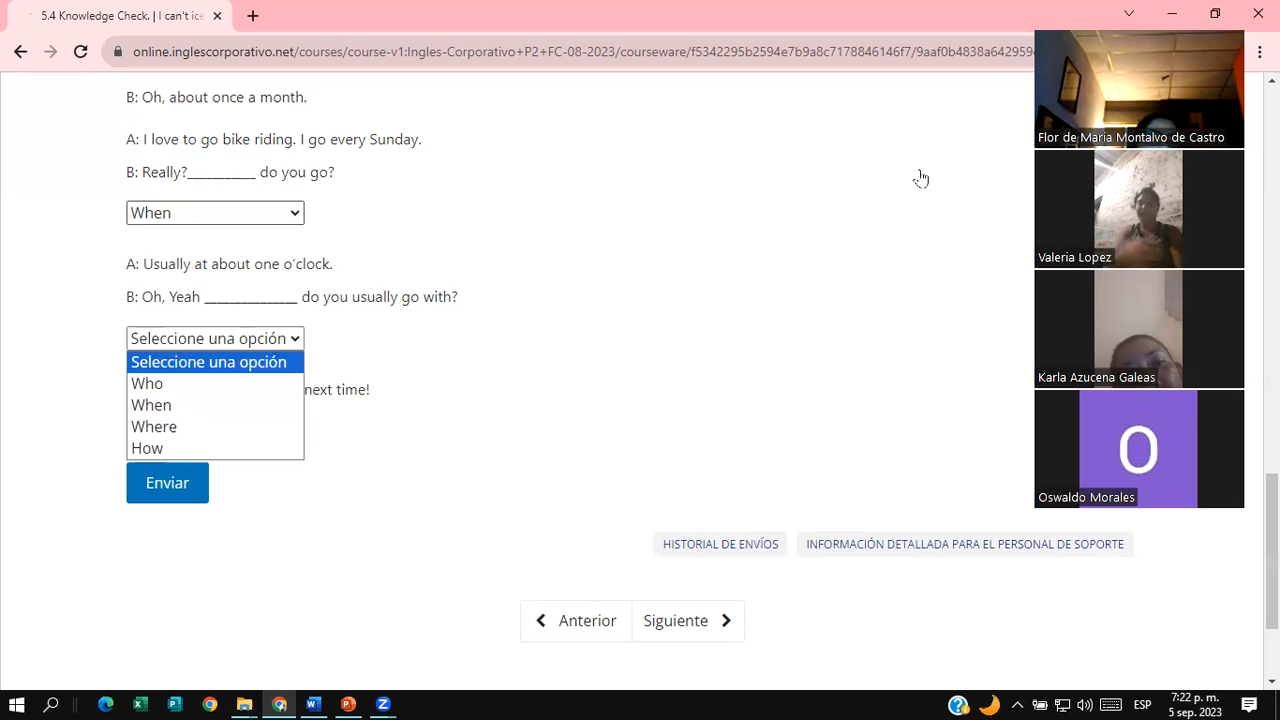 5.4 Knowledge Check. | I can't ice
online.inglescorporativo.net/courses/course-v1:Ingles-Corporativo+P2+FC-08-2023/courseware/f5342295b2594e7b9a8c7178846146f7/9aaf0b4838a642959
B: Oh, about once a month.
A: I love to go bike riding. I go every Sunday.
B: Really?___________ do you go?
When
A: Usually at about one o'clock.
B: Oh, Yeah _______________ do you usually go with?
Seleccione una opción
Seleccione una opción
Who
next time!
When
Where
How
Enviar
HISTORIAL DE ENVÍOS
INFORMACIÓN DETALLADA PARA EL PERSONAL DE SOPORTE
Anterior
Siguiente
Flor de Maria Montalvo de Castro
Valeria Lopez
Karla Azucena Galeas
O
Oswaldo Morales
ESP
7:22 p. m.
5 sep. 2023